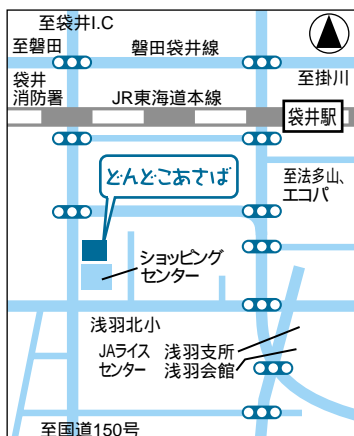 至袋井I.C
至磐田
磐田袋井線
至掛川
袋井
消防署
JR東海道本線
袋井駅
どんどこあさば
至法多山、
エコパ
ショッピング
センター
浅羽北小
JAライス
センター
浅羽支所
浅羽会館
至国道150号